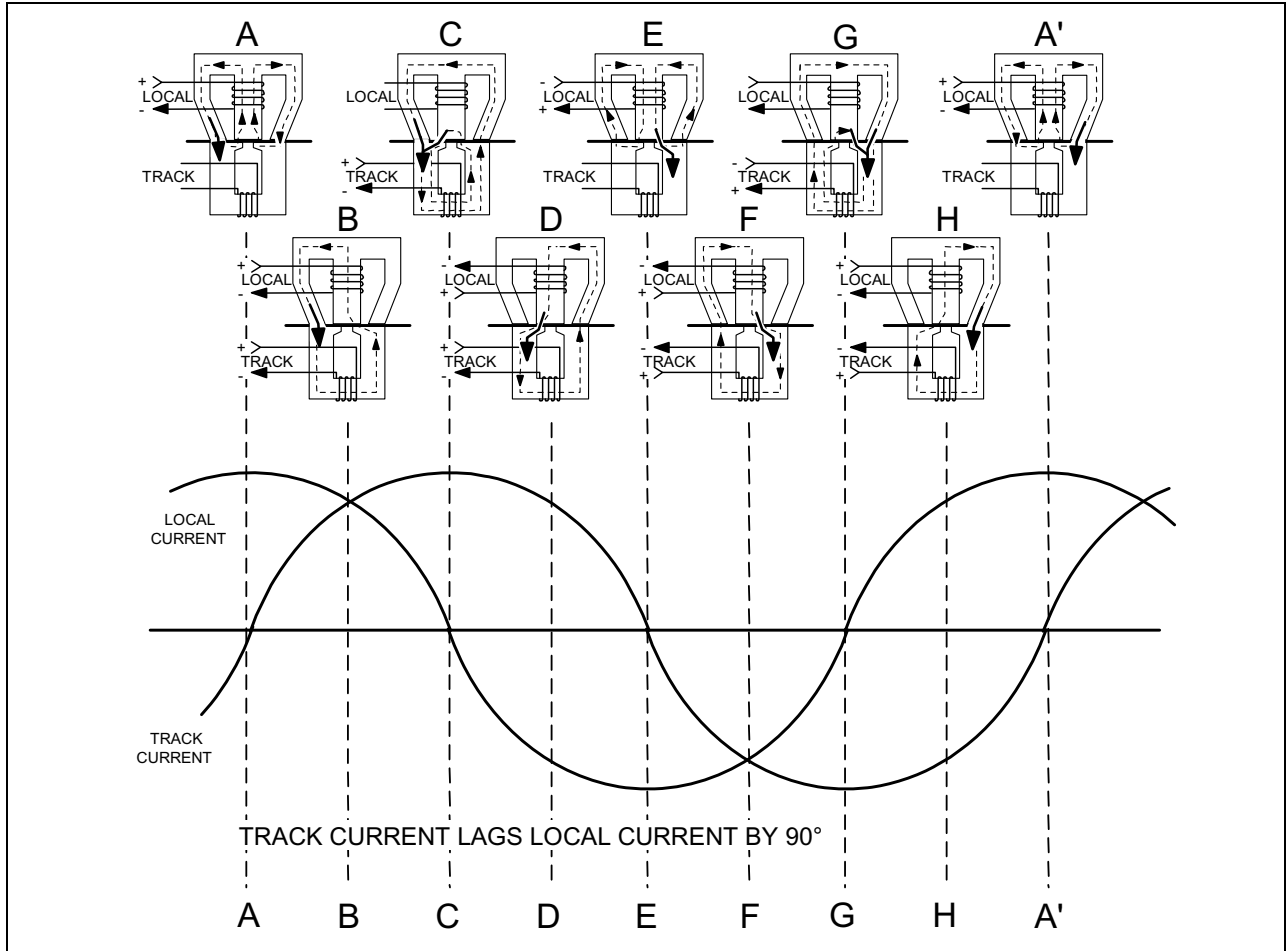 A C E G A'
+ LOCAL -
LOCAL
- LOCAL +
LOCAL
+ LOCAL -
TRACK
+ TRACK -
TRACK
- TRACK +
TRACK
B D F H
+ LOCAL -
- LOCAL +
- LOCAL +
+ LOCAL -
+ TRACK -
+ TRACK -
- TRACK +
- TRACK +
LOCAL
CURRENT
TRACK
CURRENT
TRACK CURRENT LAGS LOCAL CURRENT BY 90°
A B C D E F G H A'